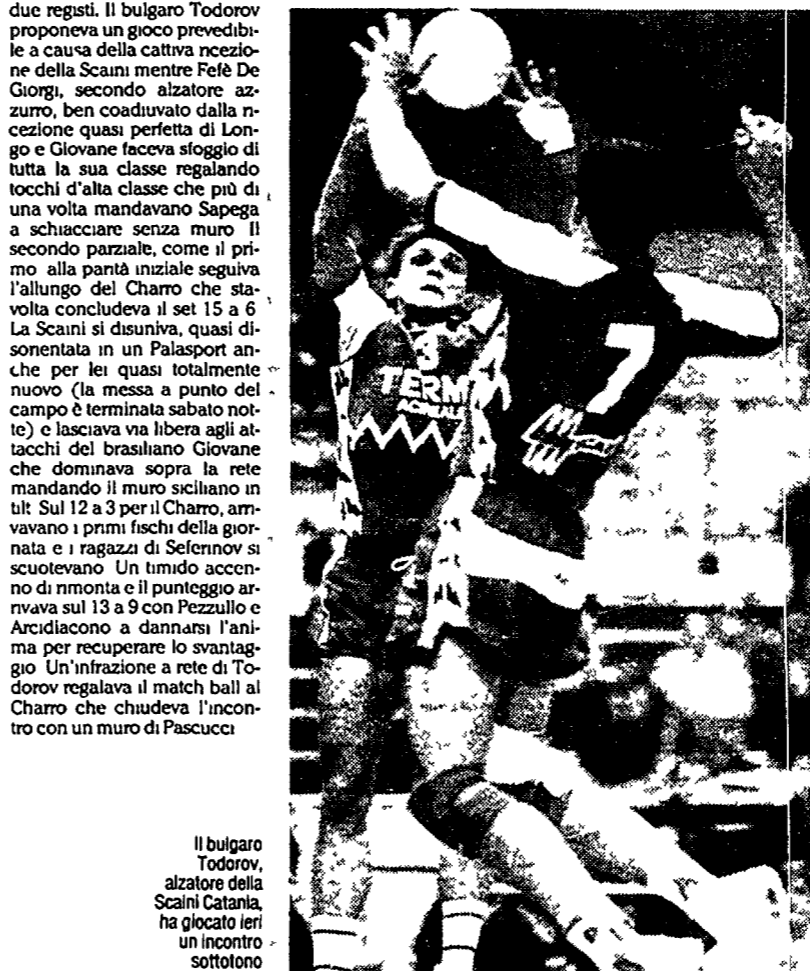 due registi. Il bulgaro Todorov
proponeva un gioco prevedibi-
le a causa della cattiva ricezio-
ne della Scaini mentre Fefè De
Giorgi, secondo alzatore az-
zurro, ben coadiuvato dalla ri-
cezione quasi perfetta di Lon-
go e Giovane faceva sfoggio di
tutta la sua classe regalando
tocchi d'alta classe che più di
una volta mandavano Sapega
a schiacciare senza muro Il
secondo parziale, come il pri-
mo alla parità iniziale seguiva
l'allungo del Charro che sta-
volta concludeva il set 15 a 6
La Scaini si disuniva, quasi di-
sorientata in un Palasport an-
che per lei quasi totalmente
nuovo (la messa a punto del
campo è terminata sabato not-
te) e lasciava via libera agli at-
tacchi del brasiliano Giovane
che dominava sopra la rete
mandando il muro siciliano in
tilt Sul 12 a 3 per il Charro, arri-
vavano i primi fischi della gior-
nata e i ragazzi di Seferinov si
scuotevano Un timido accen-
no di rimonta e il punteggio ar-
rivava sul 13 a 9 con Pezzullo e
Arcidiacono a dannarsi l'ani-
ma per recuperare lo svantag-
gio Un'infrazione a rete di To-
dorov regalava il match ball al
Charro che chiudeva l'incon-
tro con un muro di Pascucci
Il bulgaro
Todorov,
alzatore della
Scaini Catania,
ha giocato ieri
un incontro
sottotono
3
TERM
ACIREALE
7